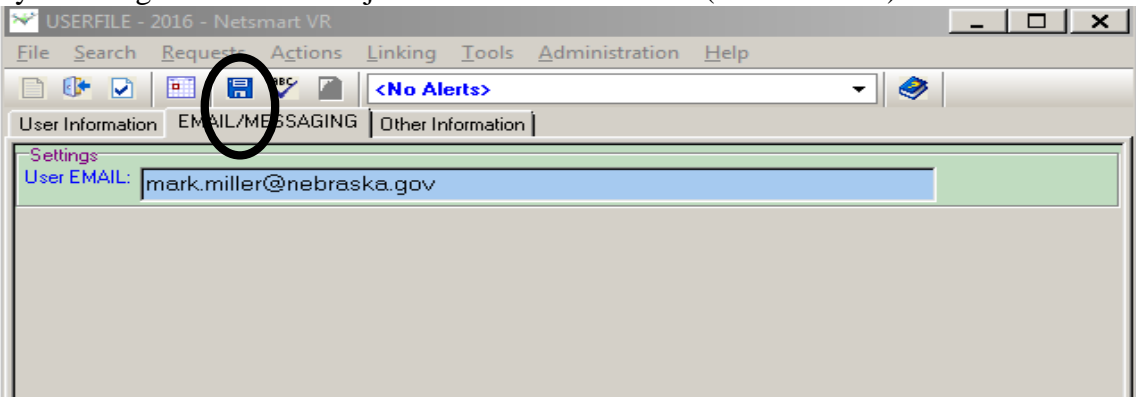 USERFILE - 2016 - Netsmart VR
File Search Requests Actions Linking Tools Administration Help
ABC <No Alerts>
User Information EMAIL/MESSAGING Other Information
Settings
User EMAIL: mark.miller@nebraska.gov